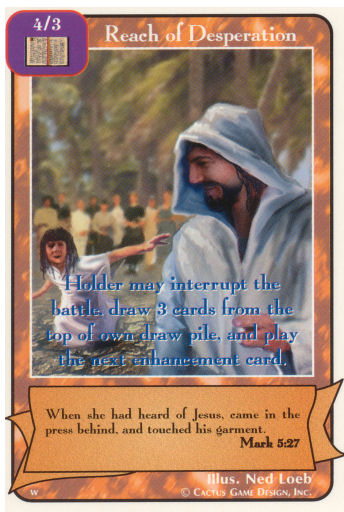 4/3
Reach of Desperation
Holder may interrupt the
battle, draw 3 cards from the
top of own draw pile, and play
the next enhancement card.
When she had heard of Jesus, came in the
press behind, and touched his garment.
Mark 5:27
Illus. Ned Loeb
W
© Cactus Game Design, Inc.